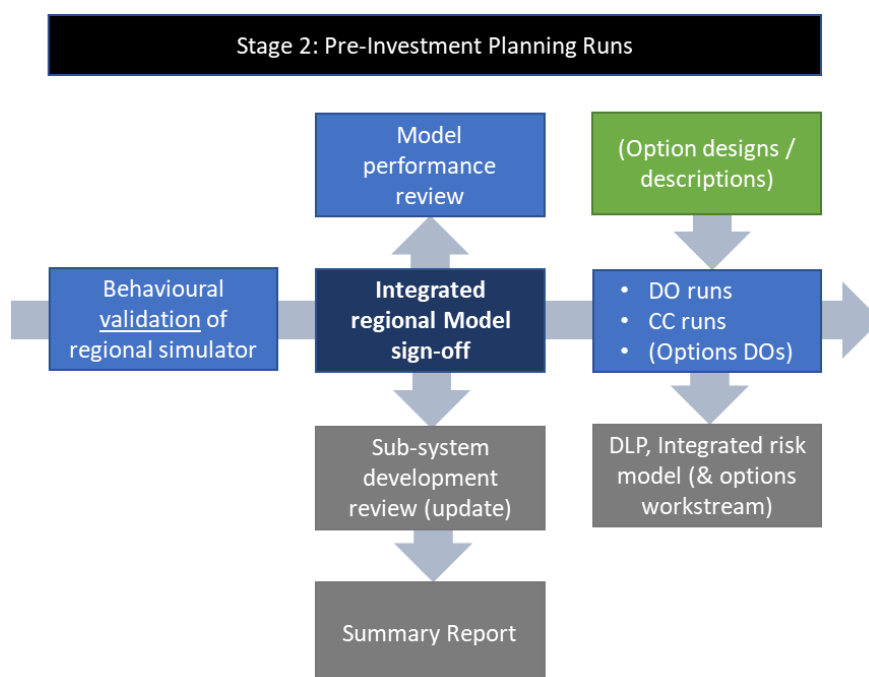 Stage 2: Pre-Investment Planning Runs
Model
performance
review
(Option designs /
descriptions)
Behavioural
validation of
regional simulator
Integrated
regional Model
sign-off
• DO runs
• CC runs
• (Options DOs)
Sub-system
development
review (update)
DLP, Integrated risk
model (& options
workstream)
Summary Report